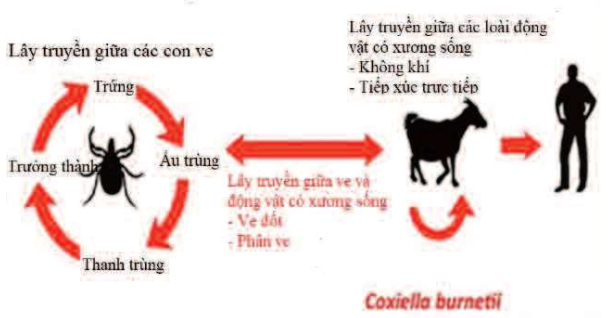 Lây truyền giữa các con ve
Trứng
Ấu trùng
Thanh trùng
Trưởng thành
Lây truyền giữa ve và
động vật có xương sống
- Ve đốt
- Phân ve
Lây truyền giữa các loài động
vật có xương sống
- Không khí
- Tiếp xúc trực tiếp
Coxiella burnetii